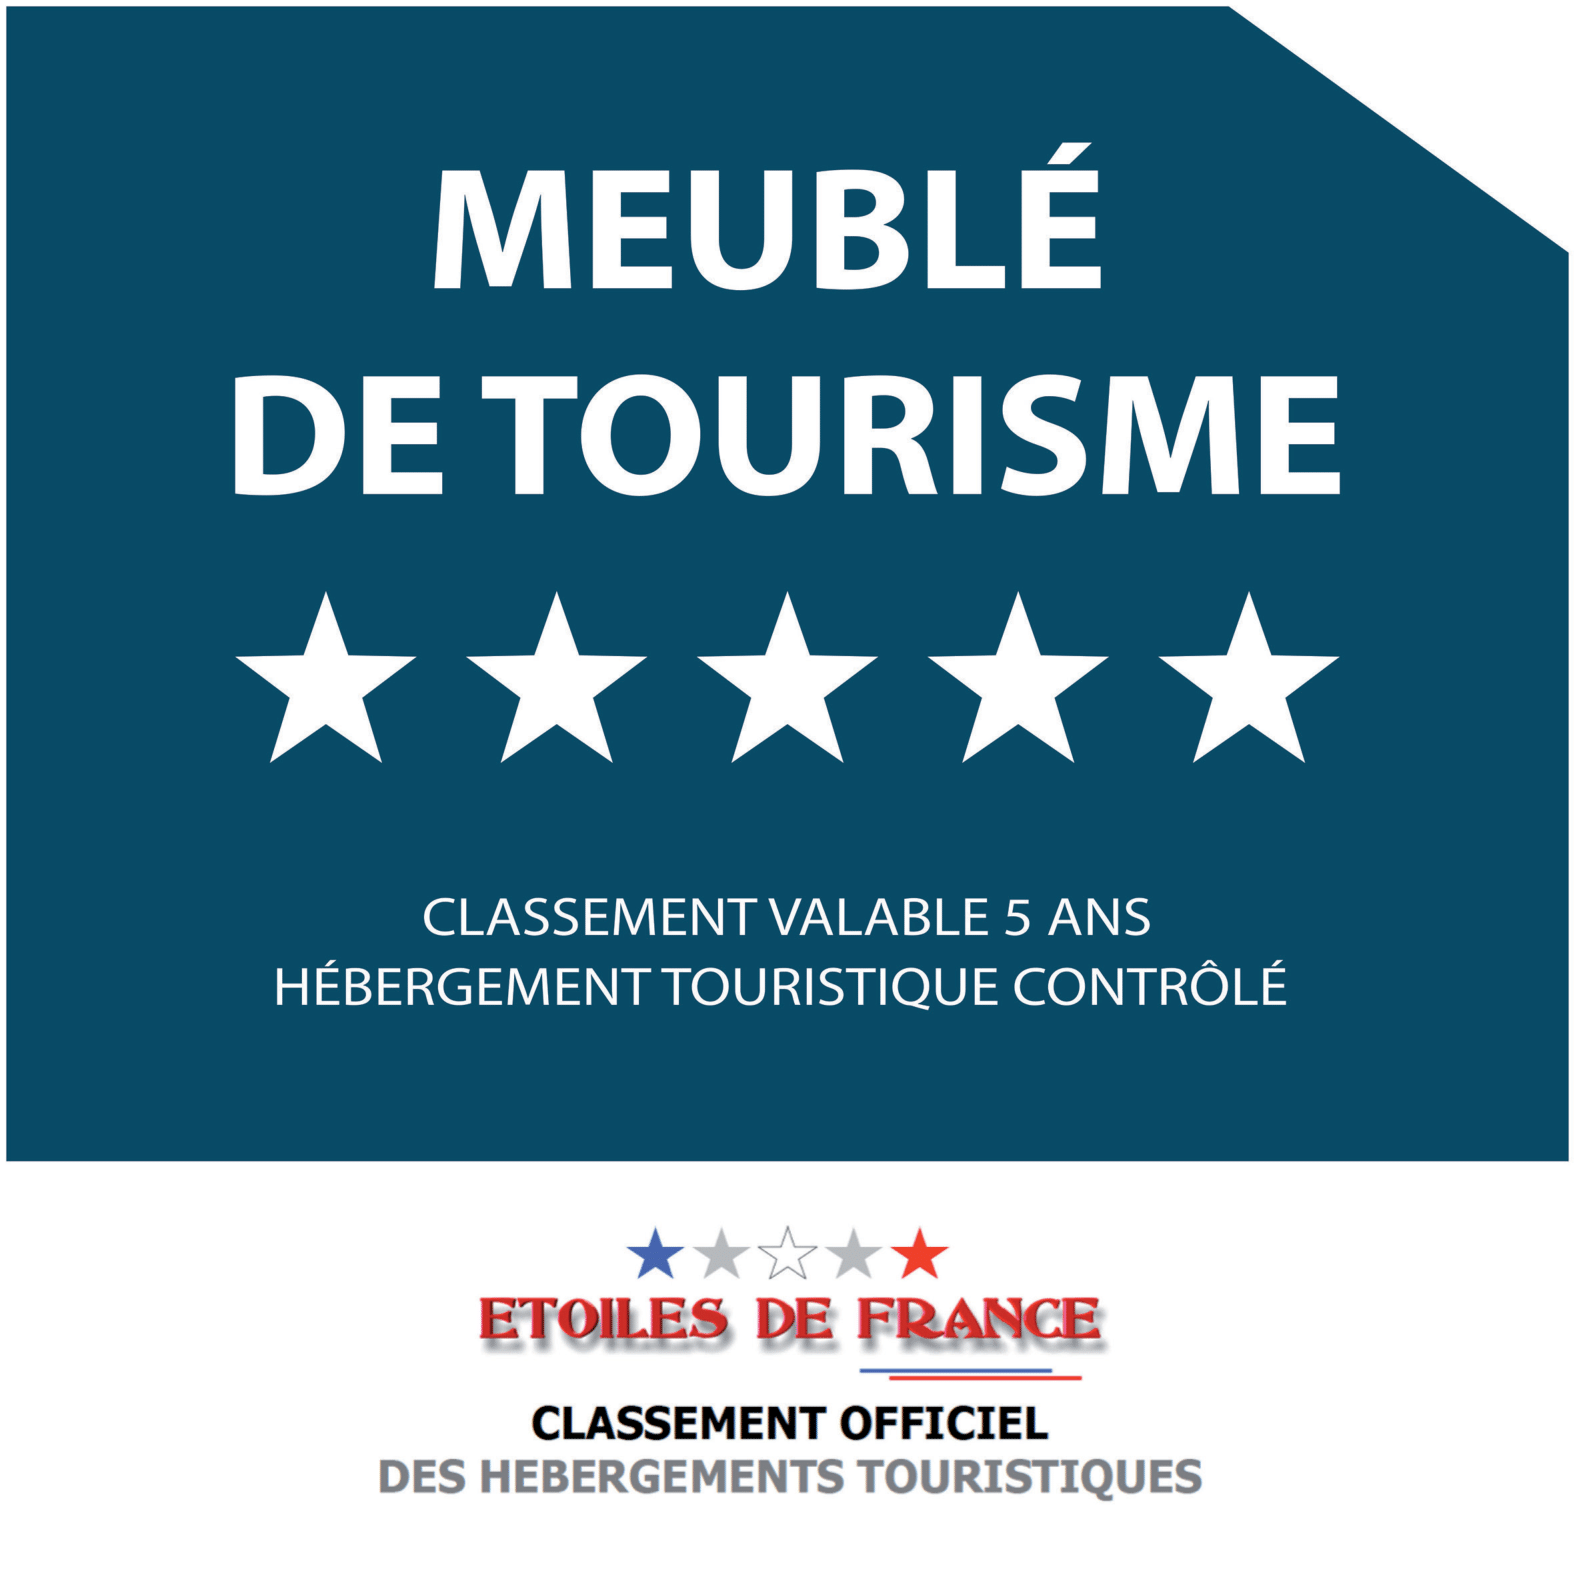 MEUBLÉ
DE TOURISME
CLASSEMENT VALABLE 5 ANS
HÉBERGEMENT TOURISTIQUE CONTRÔLÉ
ETOILES DE FRANCE
CLASSEMENT OFFICIEL
DES HEBERGEMENTS TOURISTIQUES